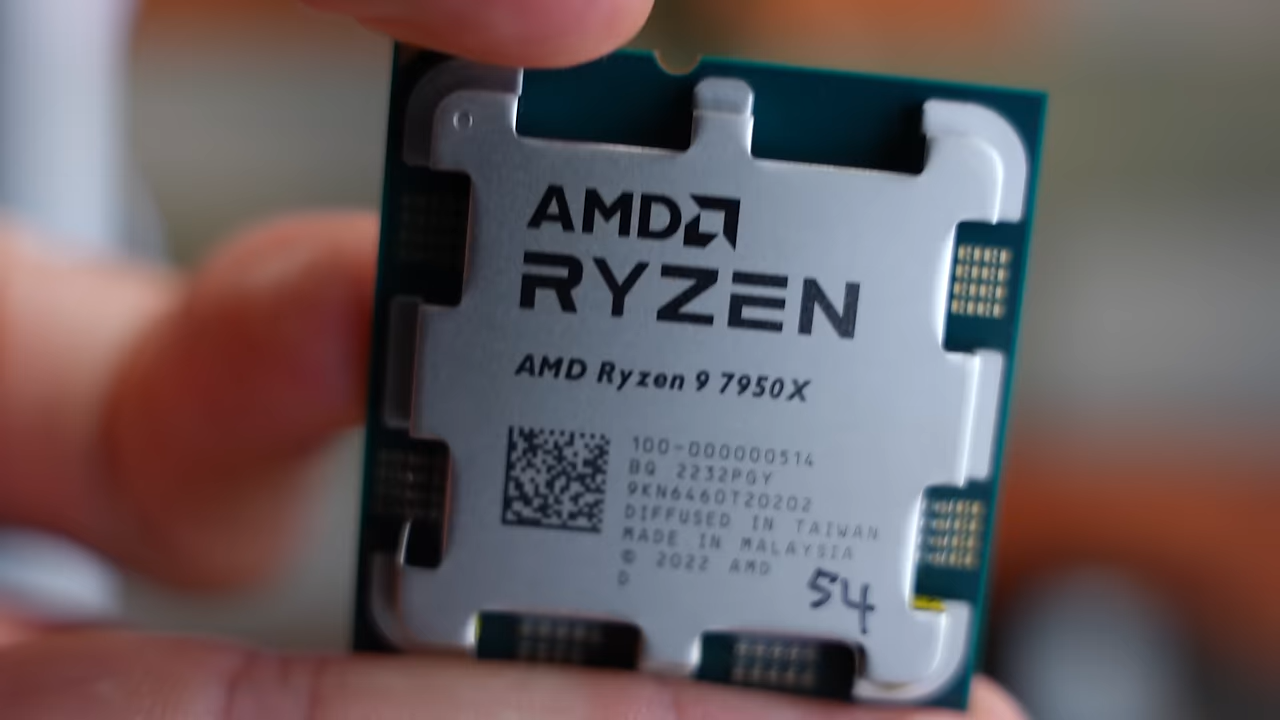 AMD
RYZEN
AMD Ryzen 9 7950X
100-000000514
BQ 2232PGY
9KN6460T20202
DIFFUSED IN TAIWAN
MADE IN MALAYSIA
© 2022 AMD
D
54